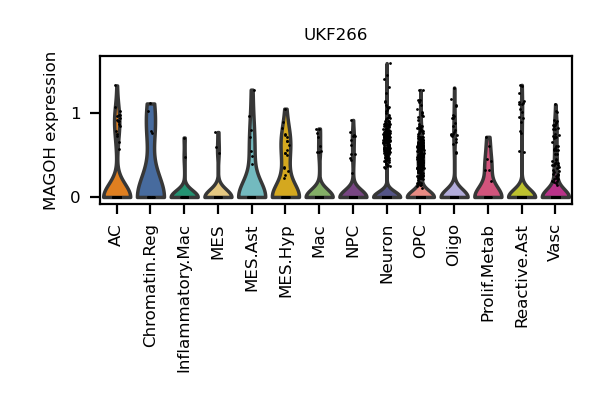 UKF266
MAGOH expression
1
0
AC
Chromatin.Reg
Inflammatory.Mac
MES
MES.Ast
MES.Hyp
Mac
NPC
Neuron
OPC
Oligo
Prolif.Metab
Reactive.Ast
Vasc